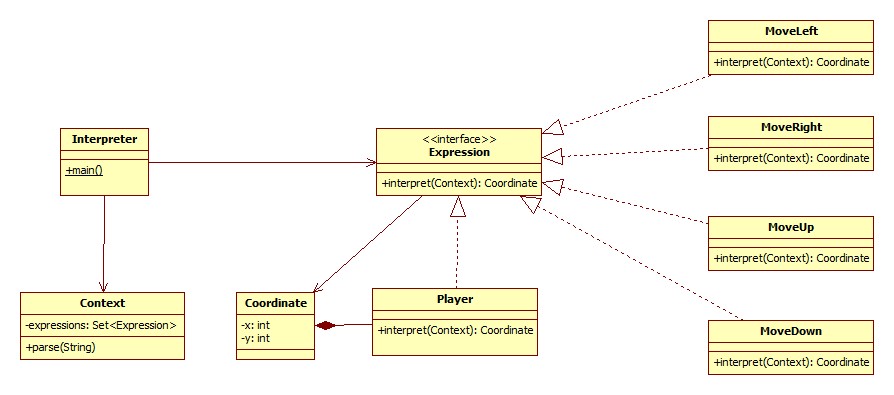 MoveLeft
+interpret(Context): Coordinate
MoveRight
+interpret(Context): Coordinate
Interpreter
+main()
<<interface>>
Expression
+interpret(Context): Coordinate
MoveUp
+interpret(Context): Coordinate
Context
-expressions: Set<Expression>
+parse(String)
Coordinate
-x: int
-y: int
Player
+interpret(Context): Coordinate
MoveDown
+interpret(Context): Coordinate